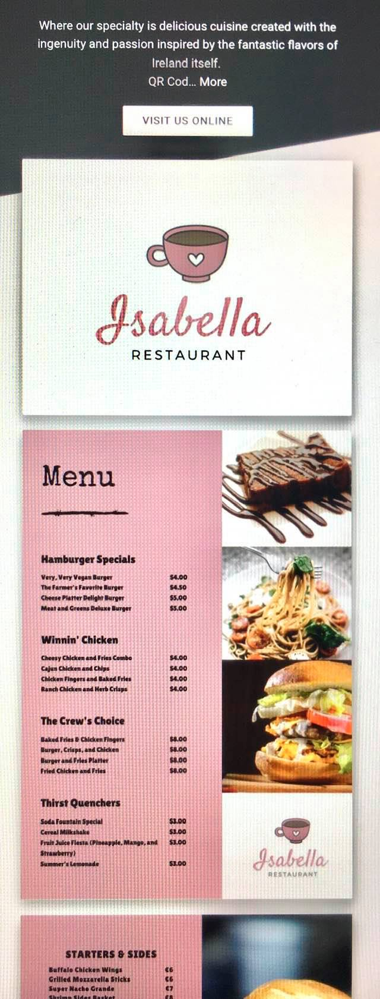 Where our specialty is delicious cuisine created with the
ingenuity and passion inspired by the fantastic flavors of
Ireland itself.
QR Cod... More
VISIT US ONLINE
Isabella
RESTAURANT
Menu
Hamburger Specials
Very, Very Vegan Burger $4.00
The Farmer's Favorite Burger $4.50
Cheese Platter Delight Burger $5.00
Meat and Greens Deluxe Burger $5.00
Winnin' Chicken
Cheesy Chicken and Fries Combo $4.00
Cajun Chicken and Chips $4.00
Chicken Fingers and Baked Fries $4.00
Ranch Chicken and Herb Crisps $4.00
The Crew's Choice
Baked Fries & Chicken Fingers $8.00
Burger, Crisps, and Chicken $8.00
Burger and Fries Platter $8.00
Fried Chicken and Fries $8.00
Thirst Quenchers
Soda Fountain Special $3.00
Cereal Milkshake $3.00
Fruit Juice Fiesta (Pineapple, Mango, and $3.00
Strawberry)
Summer's Lemonade $3.00
Isabella
RESTAURANT
STARTERS & SIDES
Buffalo Chicken Wings €6
Grilled Mozzarella Sticks €6
Super Nacho Grande €7
Shrimp Sides Basket €8